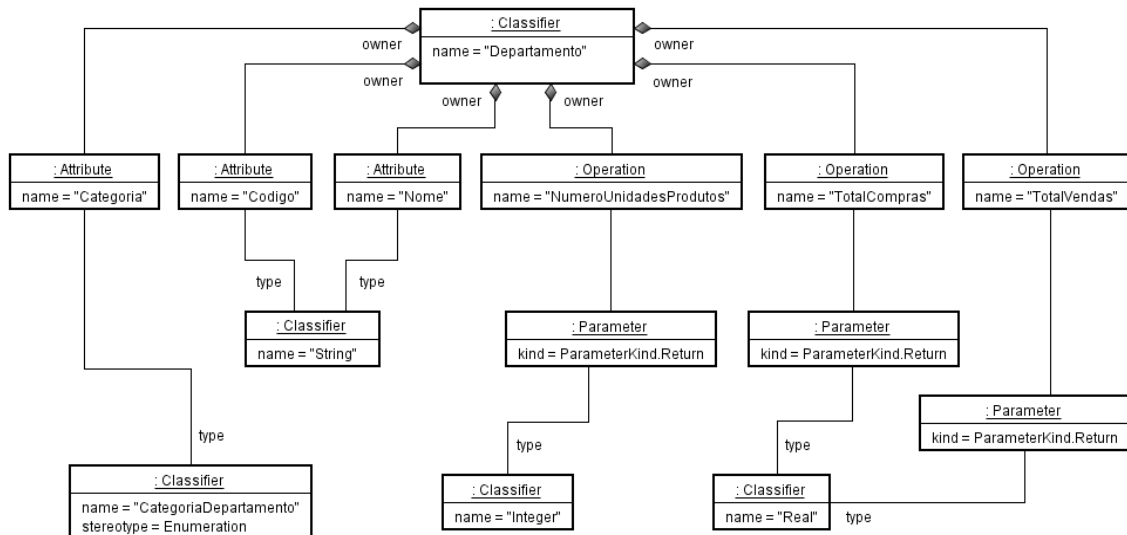 : Classifier
name = "Departamento"
owner
owner
owner
owner
owner
owner
: Attribute
name = "Categoria"
: Attribute
name = "Codigo"
: Attribute
name = "Nome"
: Operation
name = "NumeroUnidadesProdutos"
: Operation
name = "TotalCompras"
: Operation
name = "TotalVendas"
type
type
: Classifier
name = "String"
: Parameter
kind = ParameterKind.Return
: Parameter
kind = ParameterKind.Return
: Parameter
kind = ParameterKind.Return
type
type
type
: Classifier
name = "CategoriaDepartamento"
stereotype = Enumeration
: Classifier
name = "Integer"
: Classifier
name = "Real"
type